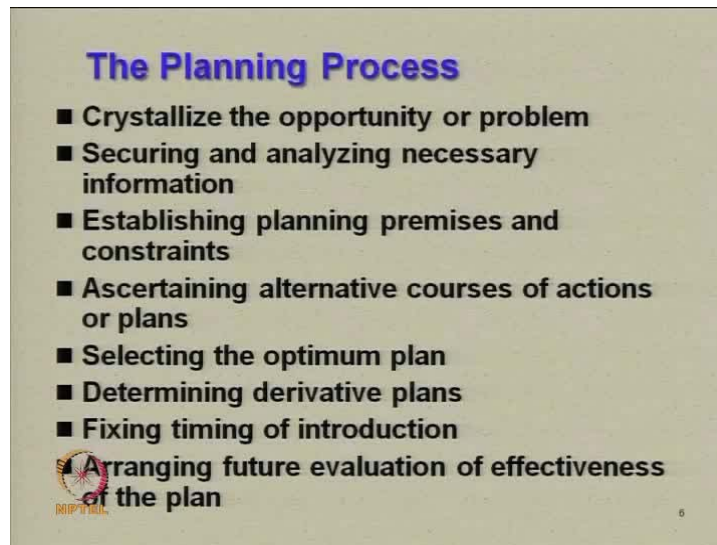 The Planning Process
■ Crystallize the opportunity or problem
■ Securing and analyzing necessary
information
■ Establishing planning premises and
constraints
■ Ascertaining alternative courses of actions
or plans
■ Selecting the optimum plan
■ Determining derivative plans
■ Fixing timing of introduction
■ Arranging future evaluation of effectiveness
of the plan
NPTEL
6